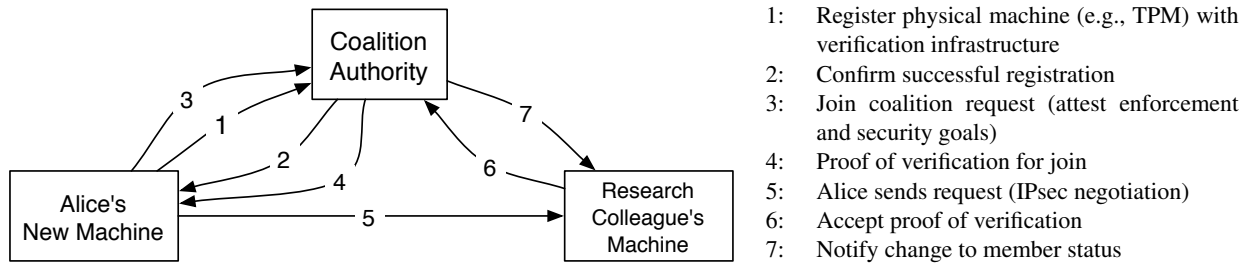 Coalition
Authority
3
1
7
2
4
6
5
Alice's
New Machine
Research
Colleague's
Machine
1: Register physical machine (e.g., TPM) with
verification infrastructure
2: Confirm successful registration
3: Join coalition request (attest enforcement
and security goals)
4: Proof of verification for join
5: Alice sends request (IPsec negotiation)
6: Accept proof of verification
7: Notify change to member status